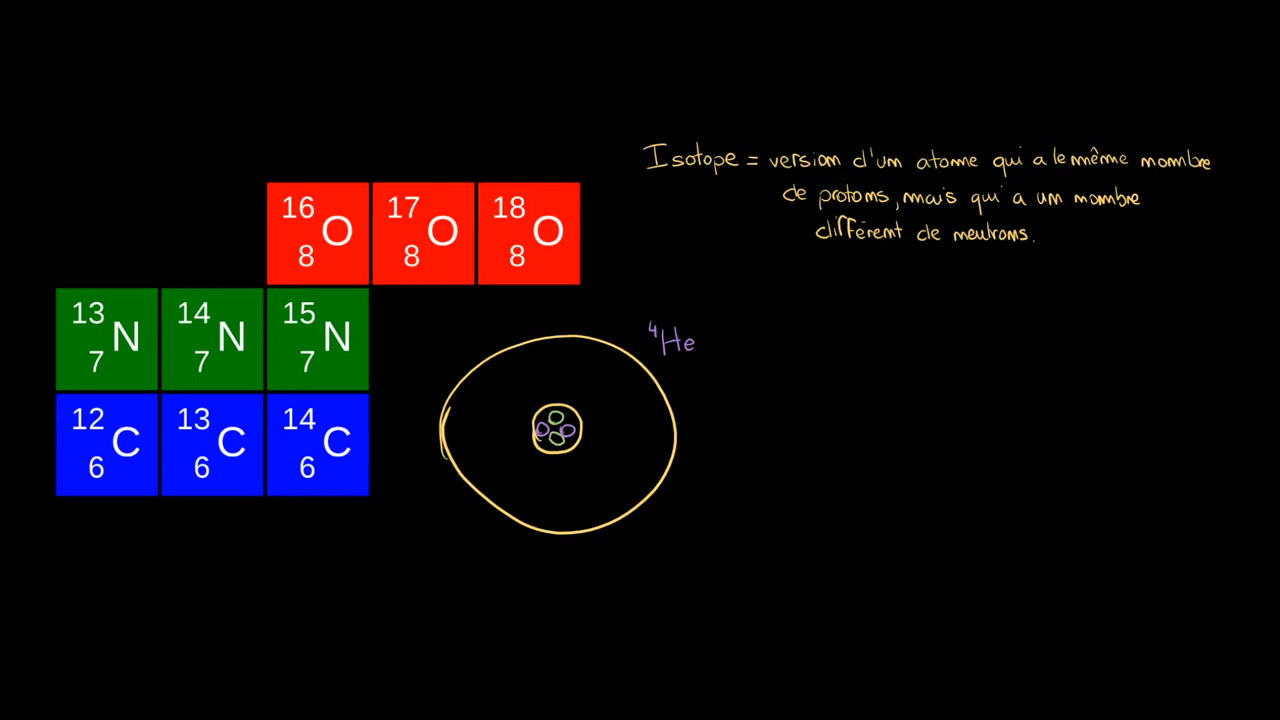 Isotope = version d'un atome qui a le même nombre
de protons, mais qui a un nombre
différent de neutrons.
16 O 8
17 O 8
18 O 8
13 N 7
14 N 7
15 N 7
⁴He
12 C 6
13 C 6
14 C 6